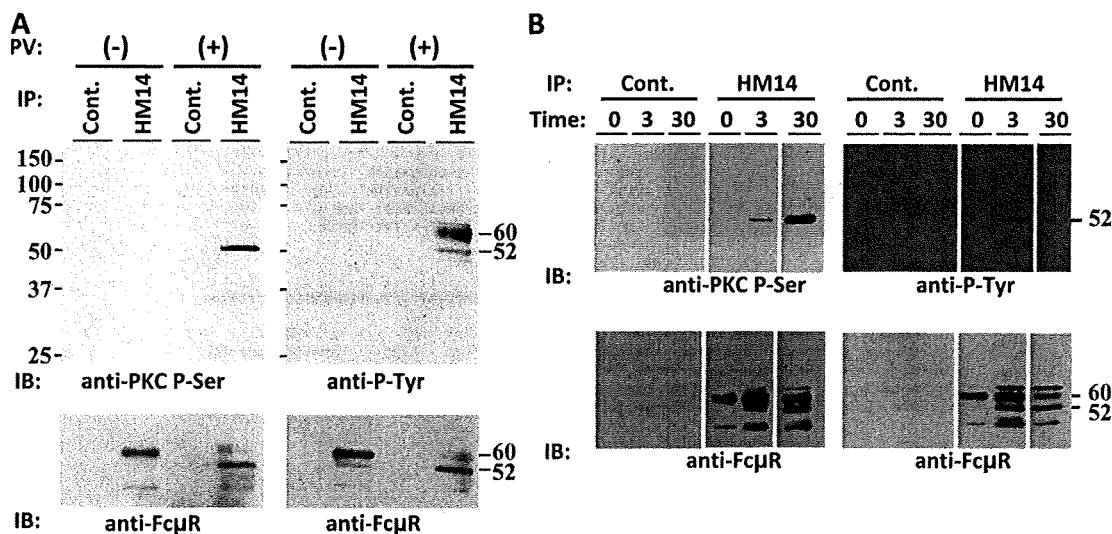 A
PV: (-) (+) (-) (+)
IP: Cont. HM14 Cont. HM14 Cont. HM14 Cont. HM14
150-
100-
75-
50-
37-
25-
-60
-52
IB: anti-PKC P-Ser anti-P-Tyr
-60
-52
IB: anti-FcμR anti-FcμR
B
IP: Cont. HM14 Cont. HM14
Time: 0 3 30 0 3 30 0 3 30 0 3 30
-52
IB: anti-PKC P-Ser anti-P-Tyr
-60
-52
IB: anti-FcμR anti-FcμR